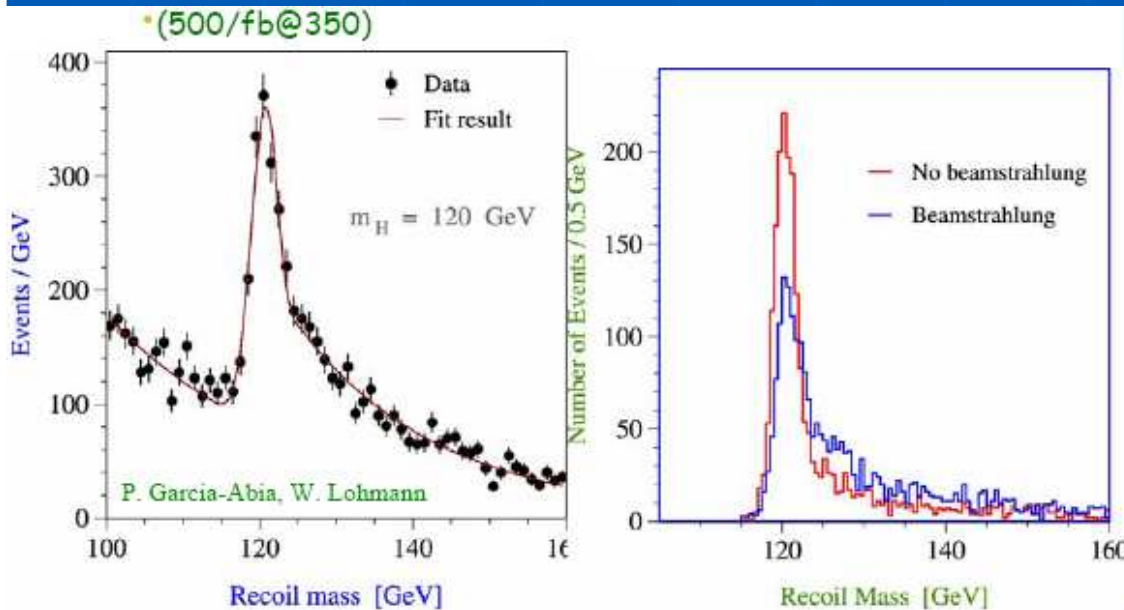 (500/fb@350)
400
300
200
100
0
Events / GeV
Data
Fit result
m_H = 120 GeV
P. Garcia-Abia, W. Lohmann
100
120
140
16
Recoil mass [GeV]
Number of Events / 0.5 GeV
200
150
100
50
0
No beamstrahlung
Beamstrahlung
120
140
160
Recoil Mass [GeV]